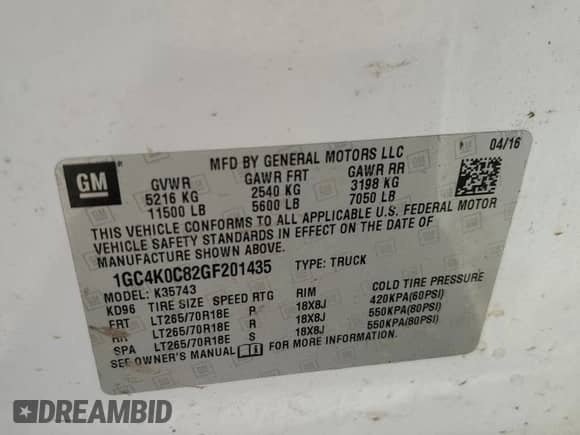 GM
MFD BY GENERAL MOTORS LLC 04/16
GVWR GAWR FRT GAWR RR
5216 KG 2540 KG 3198 KG
11500 LB 5600 LB 7050 LB
THIS VEHICLE CONFORMS TO ALL APPLICABLE U.S. FEDERAL MOTOR
VEHICLE SAFETY STANDARDS IN EFFECT ON THE DATE OF
MANUFACTURE SHOWN ABOVE.
1GC4K0C82GF201435 TYPE: TRUCK
MODEL: K35743
KD96 TIRE SIZE SPEED RTG RIM COLD TIRE PRESSURE
FRT LT265/70R18E R 18X8J 420KPA(60PSI)
RR LT265/70R18E R 18X8J 550KPA(80PSI)
SPA LT265/70R18E S 18X8J 550KPA(80PSI)
SEE OWNER'S MANUAL FOR MORE INFORMATION.
DREAMBID